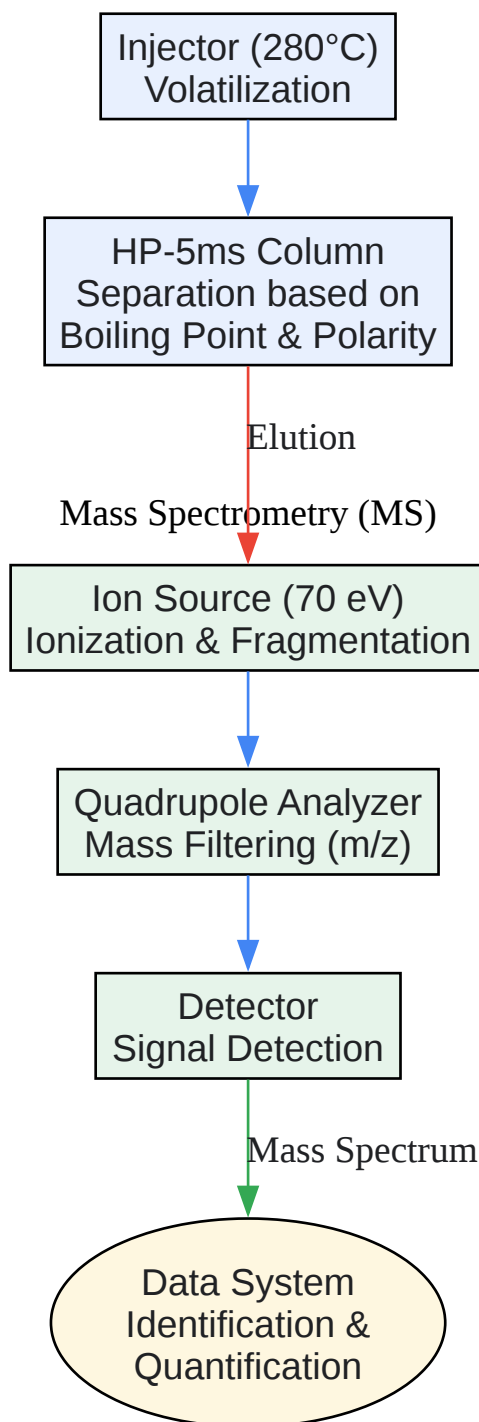 Injector (280°C)
Volatilization
HP-5ms Column
Separation based on
Boiling Point & Polarity
Elution
Mass Spectrometry (MS)
Ion Source (70 eV)
Ionization & Fragmentation
Quadrupole Analyzer
Mass Filtering (m/z)
Detector
Signal Detection
Mass Spectrum
Data System
Identification &
Quantification